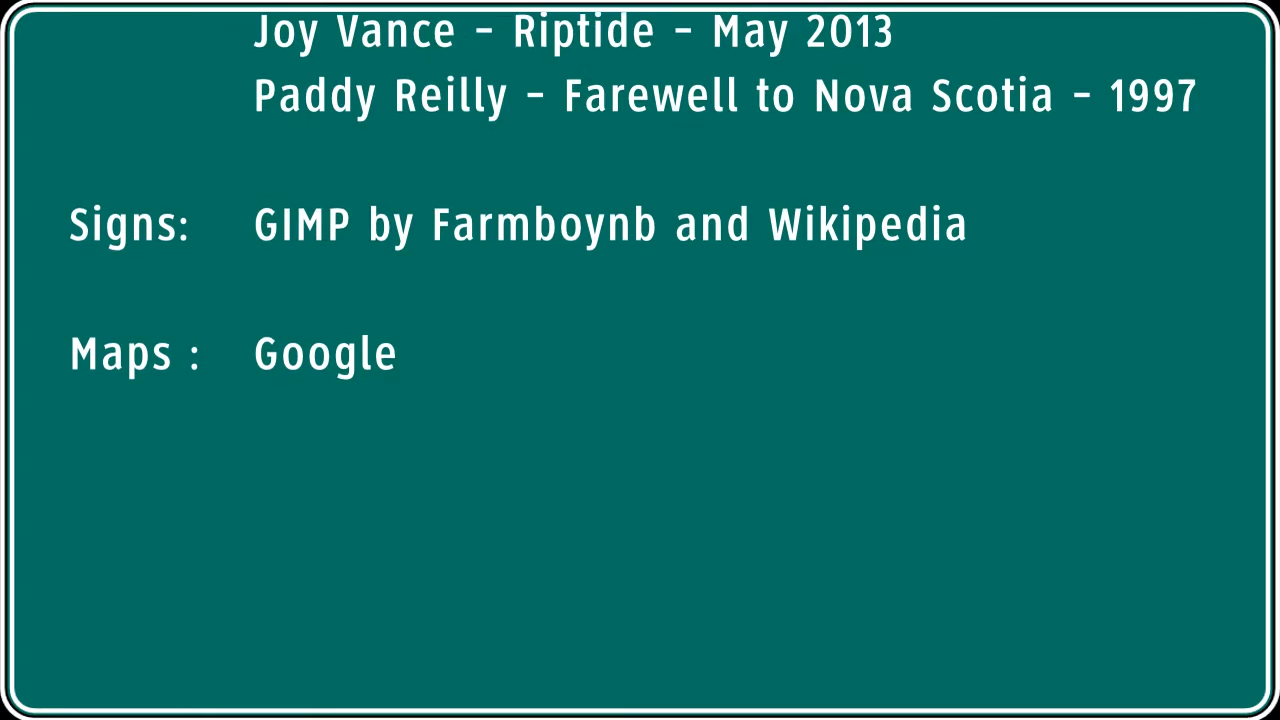 Joy Vance - Riptide - May 2013
Paddy Reilly - Farewell to Nova Scotia - 1997
Signs: GIMP by Farmboynb and Wikipedia
Maps : Google